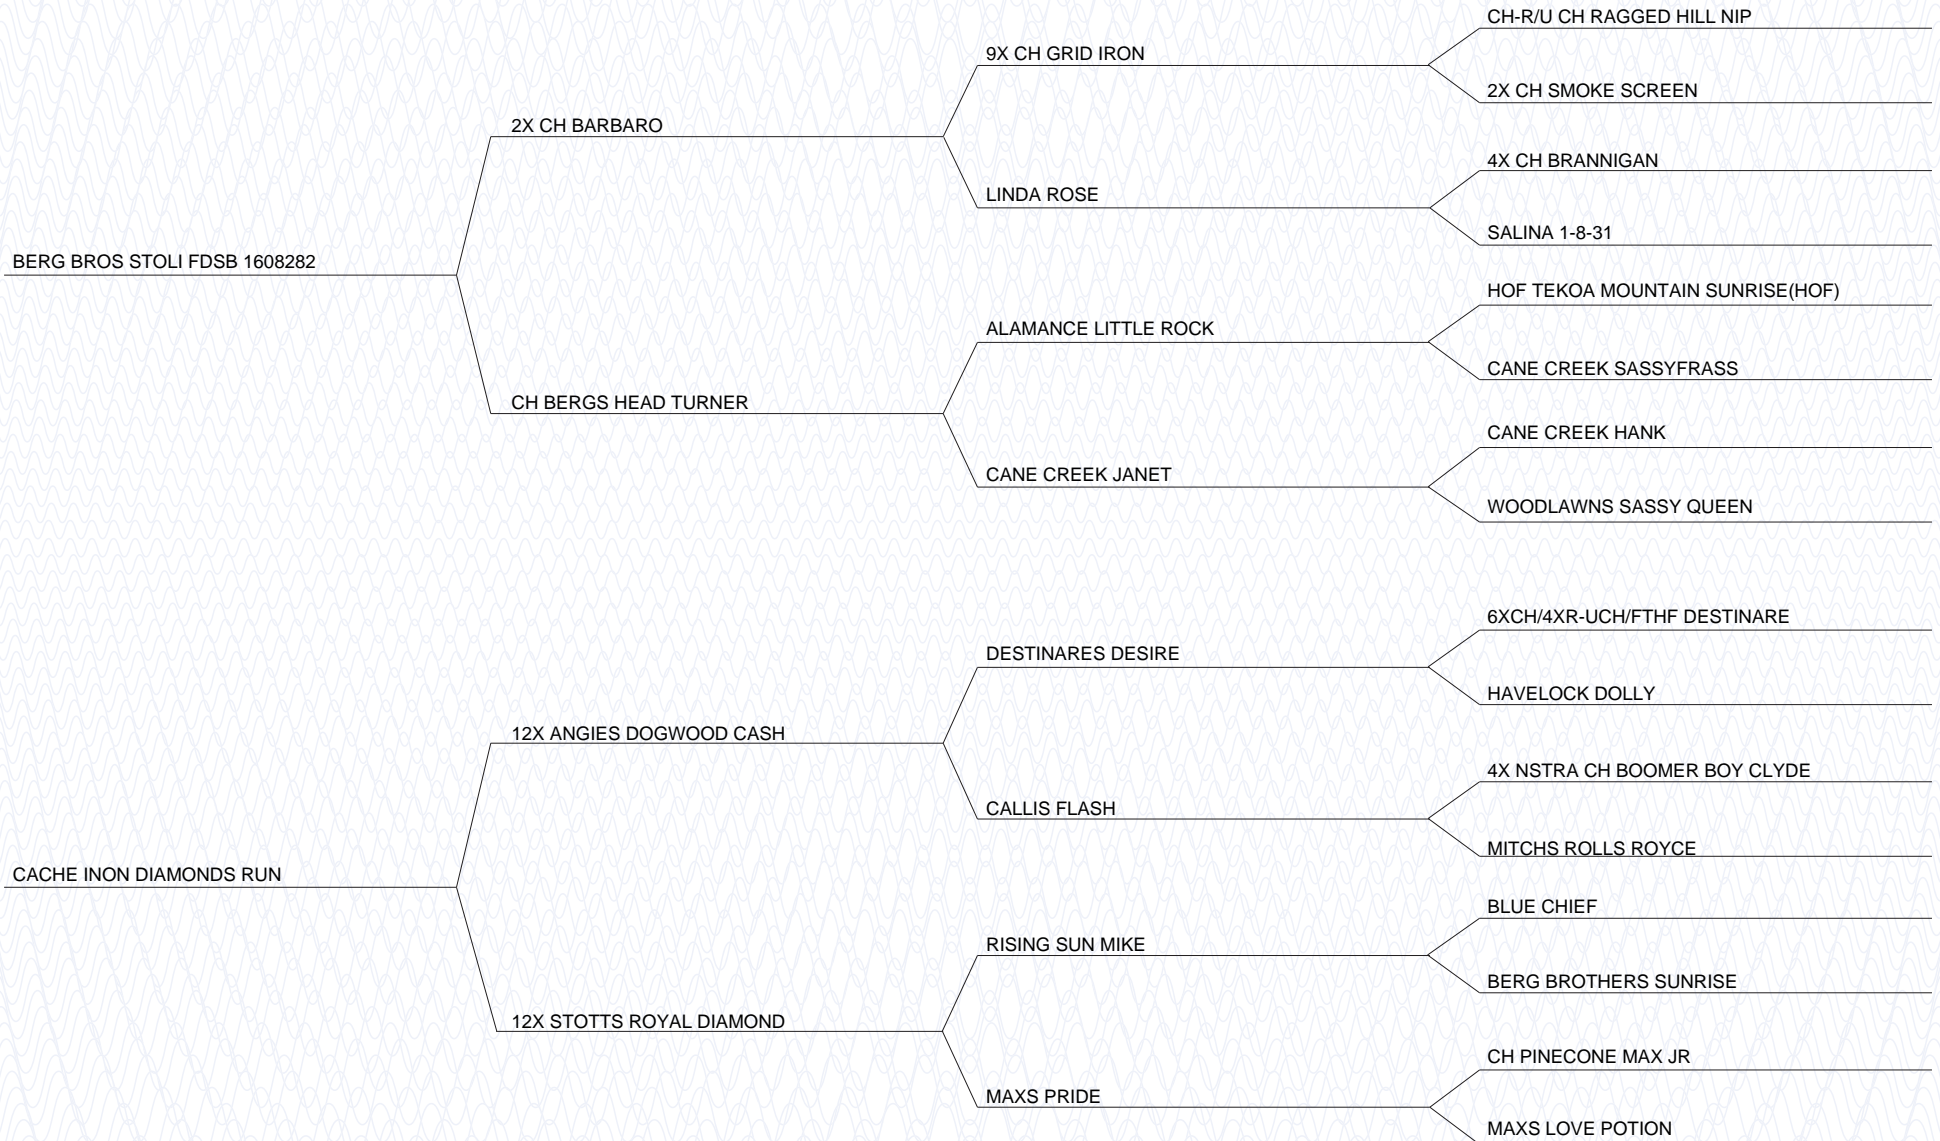 CH-R/U CH RAGGED HILL NIP
9X CH GRID IRON
2X CH SMOKE SCREEN
2X CH BARBARO
4X CH BRANNIGAN
LINDA ROSE
SALINA 1-8-31
BERG BROS STOLI FDSB 1608282
HOF TEKOA MOUNTAIN SUNRISE(HOF)
ALAMANCE LITTLE ROCK
CANE CREEK SASSYFRASS
CH BERGS HEAD TURNER
CANE CREEK HANK
CANE CREEK JANET
WOODLAWNS SASSY QUEEN
6XCH/4XR-UCH/FTHF DESTINARE
DESTINARES DESIRE
HAVELOCK DOLLY
12X ANGIES DOGWOOD CASH
4X NSTRA CH BOOMER BOY CLYDE
CALLIS FLASH
MITCHS ROLLS ROYCE
CACHE INON DIAMONDS RUN
BLUE CHIEF
RISING SUN MIKE
BERG BROTHERS SUNRISE
12X STOTTS ROYAL DIAMOND
CH PINECONE MAX JR
MAXS PRIDE
MAXS LOVE POTION